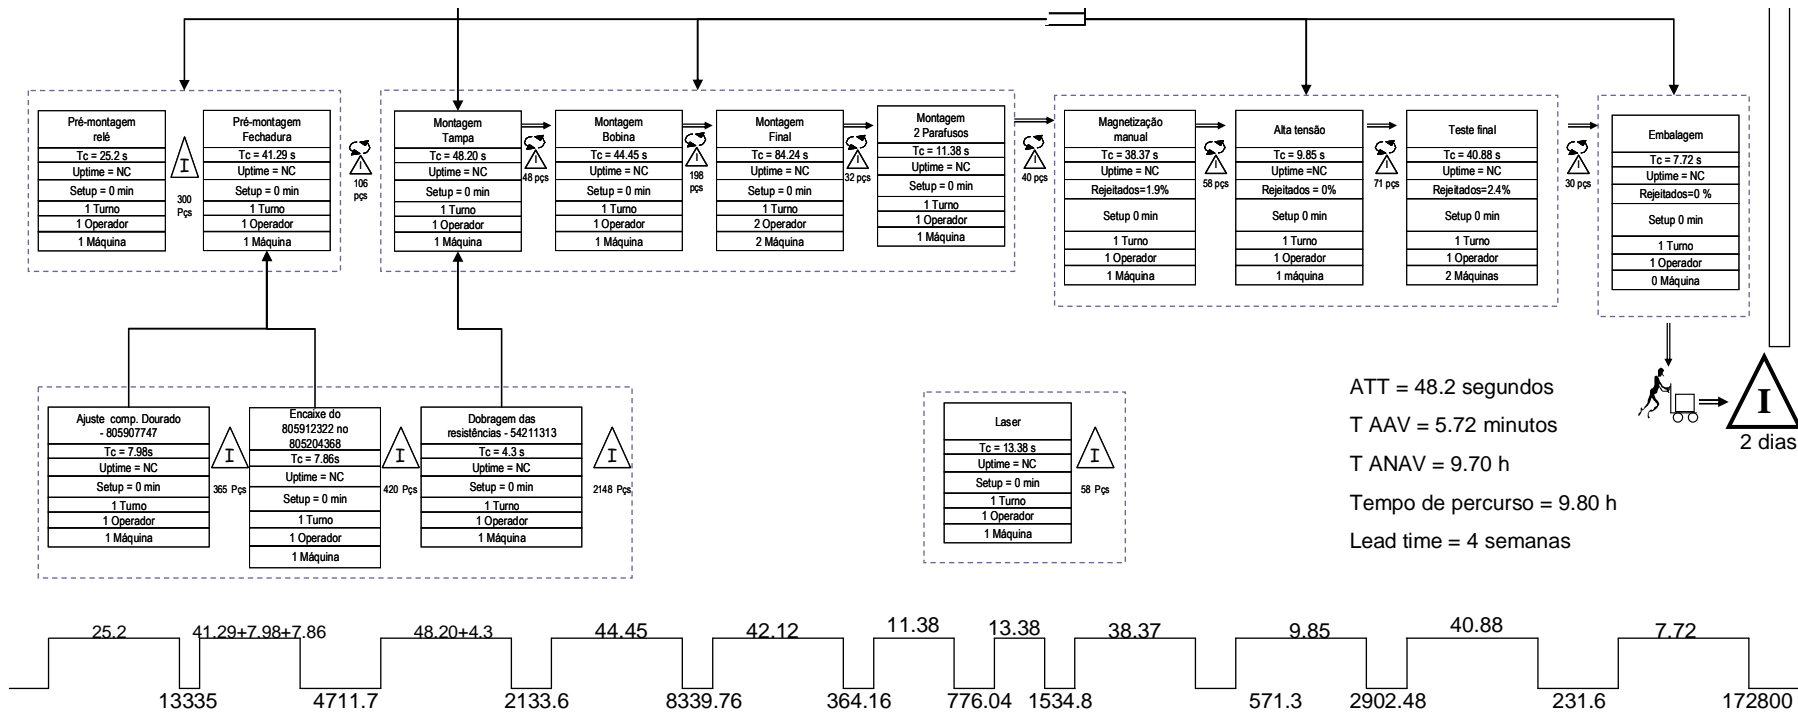 Pré-montagem
relé
Tc = 25.2 s
Uptime = NC
Setup = 0 min
1 Turno
1 Operador
1 Máquina
I
300
Pçs
Pré-montagem
Fechadura
Tc = 41.29 s
Uptime = NC
Setup = 0 min
1 Turno
1 Operador
1 Máquina
I
106
pçs
Montagem
Tampa
Tc = 48.20 s
Uptime = NC
Setup = 0 min
1 Turno
1 Operador
1 Máquina
I
48 pçs
Montagem
Bobina
Tc = 44.45 s
Uptime = NC
Setup = 0 min
1 Turno
1 Operador
1 Máquina
I
198
pçs
Montagem
Final
Tc = 84.24 s
Uptime = NC
Setup = 0 min
1 Turno
2 Operador
2 Máquina
I
32 pçs
Montagem
2 Parafusos
Tc = 11.38 s
Uptime = NC
Setup = 0 min
1 Turno
1 Operador
1 Máquina
I
40 pçs
Magnetização
manual
Tc = 38.37 s
Uptime = NC
Rejeitados=1.9%
Setup 0 min
1 Turno
1 Operador
1 Máquina
I
58 pçs
Alta tensão
Tc = 9.85 s
Uptime =NC
Rejeitados = 0%
Setup 0 min
1 Turno
1 Operador
1 máquina
I
71 pçs
Teste final
Tc = 40.88 s
Uptime = NC
Rejeitados=2.4%
Setup 0 min
1 Turno
1 Operador
2 Máquinas
I
30 pçs
Embalagem
Tc = 7.72 s
Uptime = NC
Rejeitados=0 %
Setup 0 min
1 Turno
1 Operador
0 Máquina
Ajuste comp. Dourado
- 805907747
Tc = 7.98s
Uptime = NC
Setup = 0 min
1 Turno
1 Operador
1 Máquina
I
365 Pçs
Encaixe do
805912322 no
805204368
Tc = 7.86s
Uptime = NC
Setup = 0 min
1 Turno
1 Operador
1 Máquina
I
420 Pçs
Dobragem das
resistências - 54211313
Tc = 4.3 s
Uptime = NC
Setup = 0 min
1 Turno
1 Operador
1 Máquina
I
2148 Pçs
Laser
Tc = 13.38 s
Uptime = NC
Setup = 0 min
1 Turno
1 Operador
1 Máquina
I
58 Pçs
ATT = 48.2 segundos
T AAV = 5.72 minutos
T ANAV = 9.70 h
Tempo de percurso = 9.80 h
Lead time = 4 semanas
I
2 dias
25.2 41.29+7.98+7.86 48.20+4.3 44.45 42.12 11.38 13.38 38.37 9.85 40.88 7.72
13335 4711.7 2133.6 8339.76 364.16 776.04 1534.8 571.3 2902.48 231.6 172800